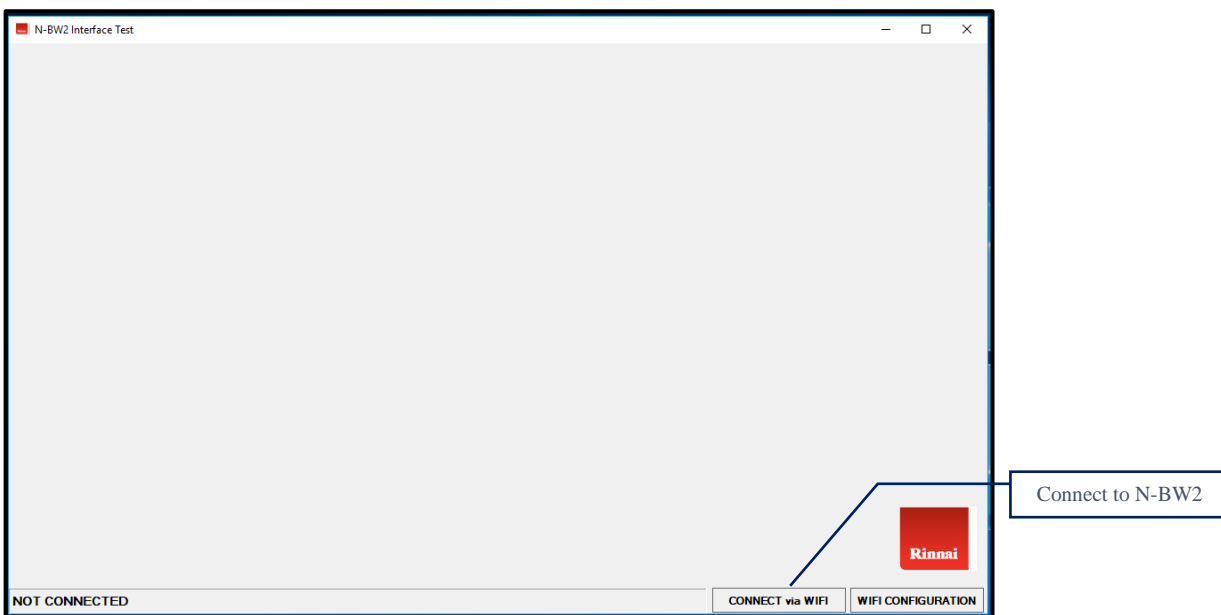 N-BW2 Interface Test
Connect to N-BW2
Rinnai
NOT CONNECTED
CONNECT via WIFI
WIFI CONFIGURATION